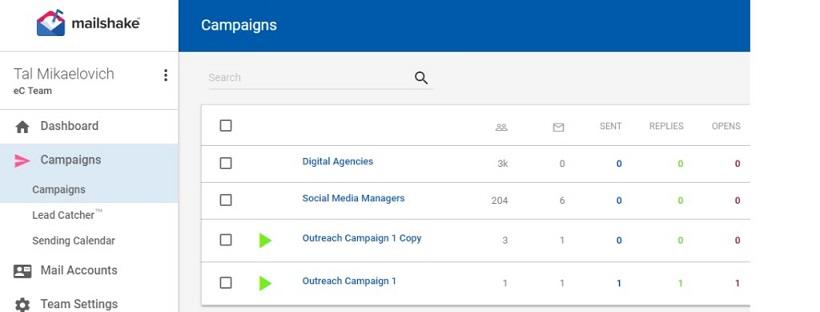 mailshake
Campaigns
Tal Mikaelovich
eC Team
Search
Dashboard
SENT REPLIES OPENS
Campaigns
Digital Agencies 3k 0 0 0 0
Campaigns
Social Media Managers 204 6 0 0 0
Lead Catcher™
Sending Calendar
Outreach Campaign 1 Copy 3 1 0 0 0
Mail Accounts
Outreach Campaign 1 1 1 1 1 1
Team Settings